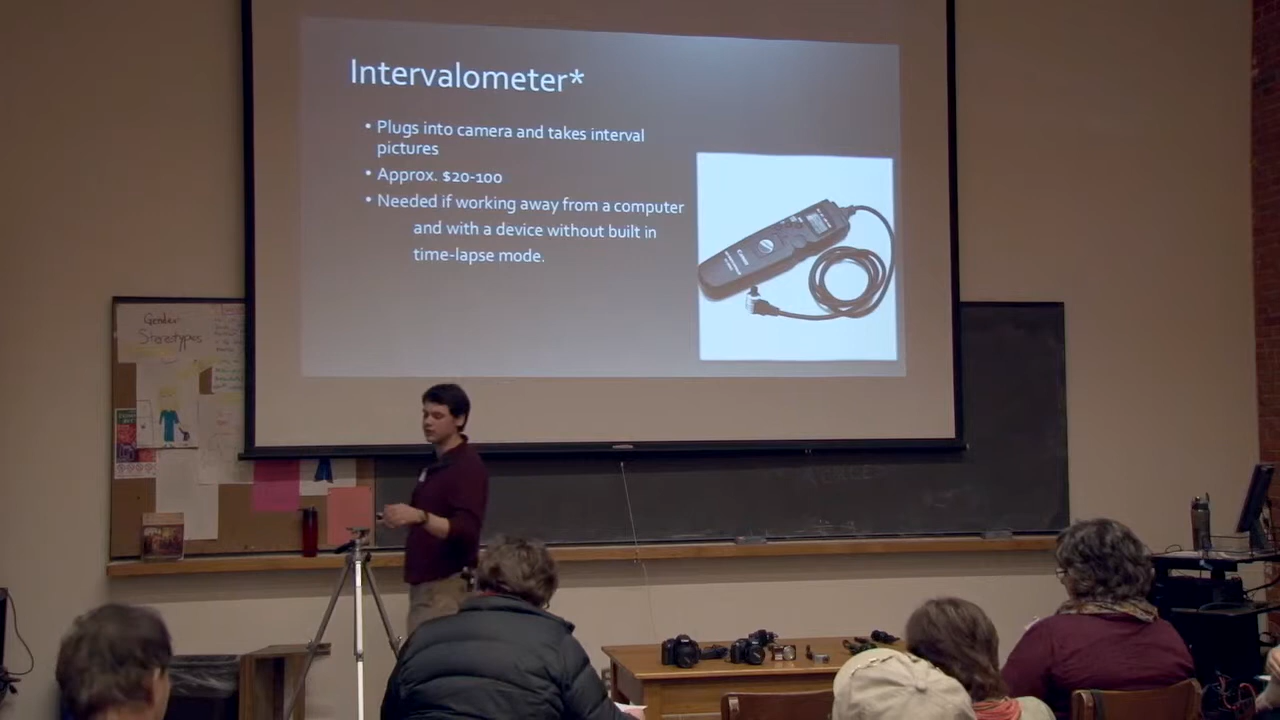 Intervalometer*
• Plugs into camera and takes interval
pictures
• Approx. $20-100
• Needed if working away from a computer
and with a device without built in
time-lapse mode.
Canon
Gender
Stereotypes